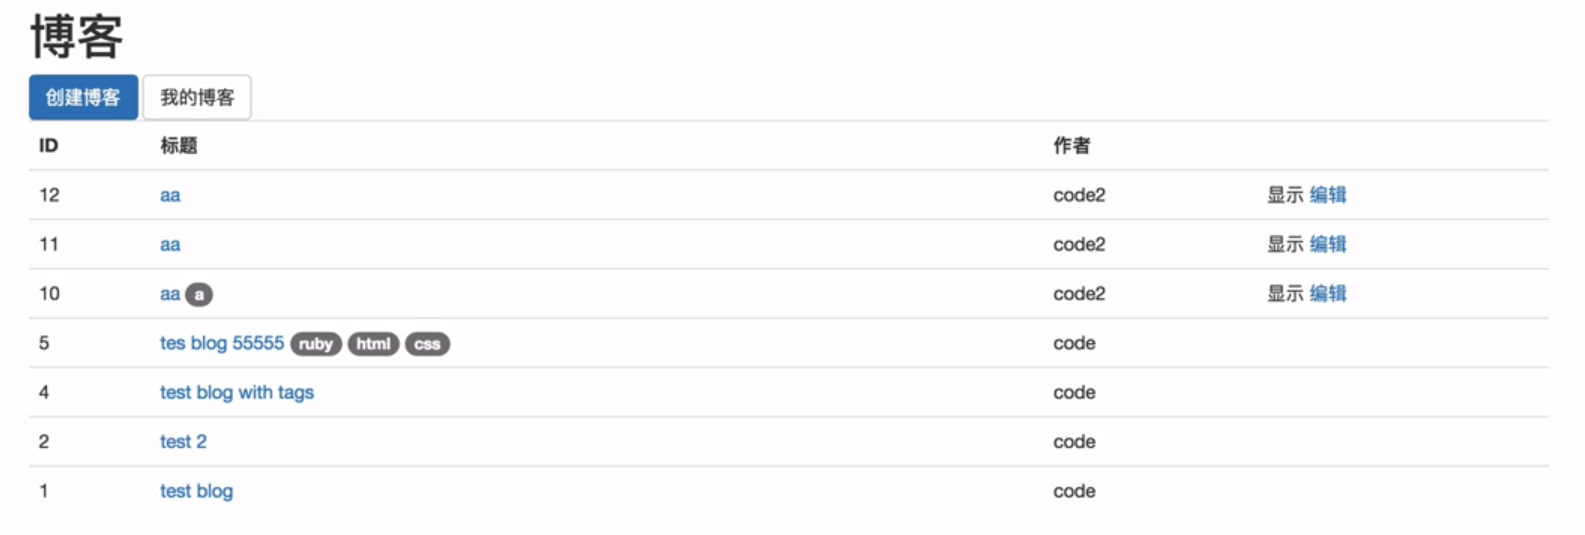 博客
创建博客 我的博客
ID 标题 作者
12 aa code2 显示 编辑
11 aa code2 显示 编辑
10 aa a code2 显示 编辑
5 tes blog 55555 ruby html css code
4 test blog with tags code
2 test 2 code
1 test blog code